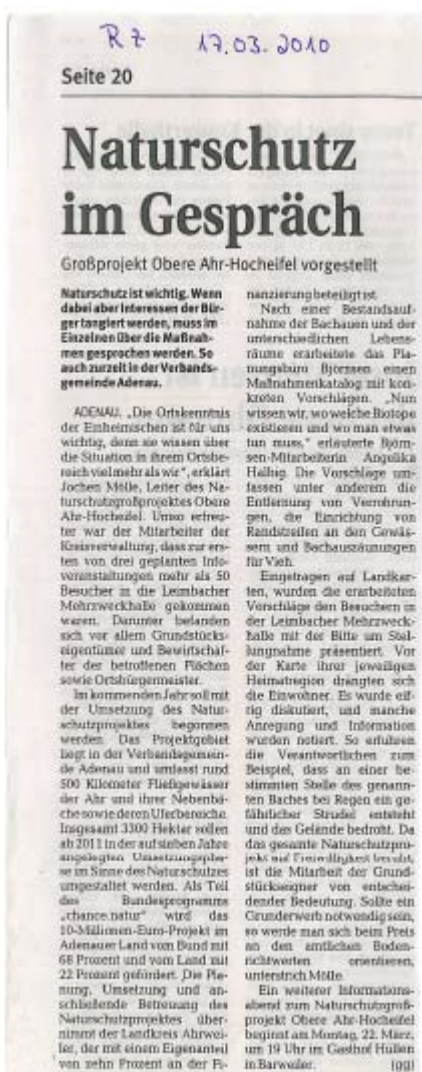 RZ 17.03.2010
Seite 20
Naturschutz
im Gespräch
Großprojekt Obere Ahr-Hocheifel vorgestellt
Naturschutz ist wichtig. Wenn
dabei aber Interessen der Bür-
ger tangiert werden, muss im
Einzelnen über die Maßnah-
men gesprochen werden. So
auch zurzeit in der Verbands-
gemeinde Adenau.
ADENAU. „Die Ortskenntnis
der Einheimischen ist für uns
wichtig, denn sie wissen über
die Situation in ihrem Ortsbe-
reich viel mehr als wir", erklärt
Jochen Mölle, Leiter des Na-
turschutzgroßprojektes Obere
Ahr-Hocheifel. Umso erfreu-
ter war der Mitarbeiter der
Kreisverwaltung, dass zur ers-
ten von drei geplanten Info-
veranstaltungen mehr als 50
Besucher in die Leimbacher
Mehrzweckhalle gekommen
waren. Darunter befanden
sich vor allem Grundstücks-
eigentümer und Bewirtschaf-
ter der betroffenen Flächen
sowie Ortsbürgermeister.
Im kommenden Jahr soll mit
der Umsetzung des Natur-
schutzprojektes begonnen
werden. Das Projektgebiet
liegt in der Verbandsgemein-
de Adenau und umfasst rund
500 Kilometer Fließgewässer
der Ahr und ihrer Nebenbä-
che sowie deren Uferbereiche.
Insgesamt 3300 Hektar sollen
ab 2011 in der auf sieben Jahre
angelegten Umsetzungspha-
se im Sinne des Naturschutzes
umgestaltet werden. Als Teil
des Bundesprogramms
„chance.natur" wird das
10-Millionen-Euro-Projekt im
Adenauer Land vom Bund mit
68 Prozent und vom Land mit
22 Prozent gefördert. Die Pla-
nung, Umsetzung und an-
schließende Betreuung des
Naturschutzprojektes über-
nimmt der Landkreis Ahrwei-
ler, der mit einem Eigenanteil
von zehn Prozent an der Fi-
nanzierung beteiligt ist.
Nach einer Bestandsauf-
nahme der Bachauen und der
unterschiedlichen Lebens-
räume erarbeitete das Pla-
nungsbüro Björnsen einen
Maßnahmenkatalog mit kon-
kreten Vorschlägen. „Nun
wissen wir, wo welche Biotope
existieren und wo man etwas
tun muss," erläuterte Björn-
sen-Mitarbeiterin Angelika
Halbig. Die Vorschläge um-
fassen unter anderem die
Entfernung von Verrohrun-
gen, die Einrichtung von
Randstreifen an den Gewäs-
sern und Bachauszäunungen
für Vieh.
Eingetragen auf Landkar-
ten, wurden die erarbeiteten
Vorschläge den Besuchern in
der Leimbacher Mehrzweck-
halle mit der Bitte um Stel-
lungnahme präsentiert. Vor
der Karte ihrer jeweiligen
Heimatregion drängten sich
die Einwohner. Es wurde eif-
rig diskutiert, und manche
Anregung und Information
wurden notiert. So erfuhren
die Verantwortlichen zum
Beispiel, dass an einer be-
stimmten Stelle des genann-
ten Baches bei Regen ein ge-
fährlicher Strudel entsteht
und das Gelände bedroht. Da
das gesamte Naturschutzpro-
jekt auf Freiwilligkeit beruht,
ist die Mitarbeit der Grund-
stückseigner von entschei-
dender Bedeutung. Sollte ein
Grunderwerb notwendig sein,
so werde man sich beim Preis
an den amtlichen Boden-
richtwerten orientieren,
unterstrich Mölle.
Ein weiterer Informations-
abend zum Naturschutzgroß-
projekt Obere Ahr-Hocheifel
beginnt am Montag, 22. März,
um 19 Uhr im Gasthof Hüllen
in Barweiler.